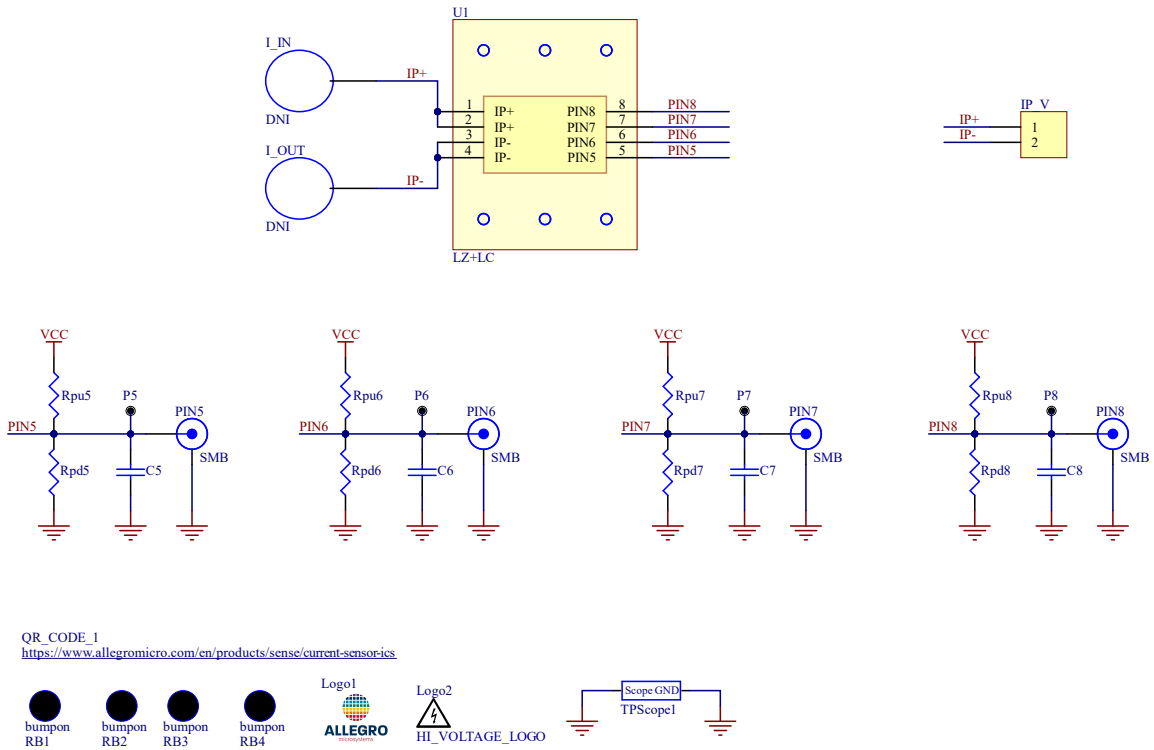 U1
I_IN
IP+
DNI
I_OUT
IP-
DNI
1 IP+ PIN8 8 PIN8
2 IP+ PIN7 7 PIN7
3 IP- PIN6 6 PIN6
4 IP- PIN5 5 PIN5
LZ+LC
IP_V
IP+ 1
IP- 2
VCC
Rpu5
P5
PIN5
PIN5
SMB
Rpd5
C5
VCC
Rpu6
P6
PIN6
PIN6
SMB
Rpd6
C6
VCC
Rpu7
P7
PIN7
PIN7
SMB
Rpd7
C7
VCC
Rpu8
P8
PIN8
PIN8
SMB
Rpd8
C8
QR_CODE_1
https://www.allegromicro.com/en/products/sense/current-sensor-ics
bumpon
RB1
bumpon
RB2
bumpon
RB3
bumpon
RB4
Logo1
ALLEGRO
microsystems
Logo2
HI_VOLTAGE_LOGO
Scope GND
TPScope1